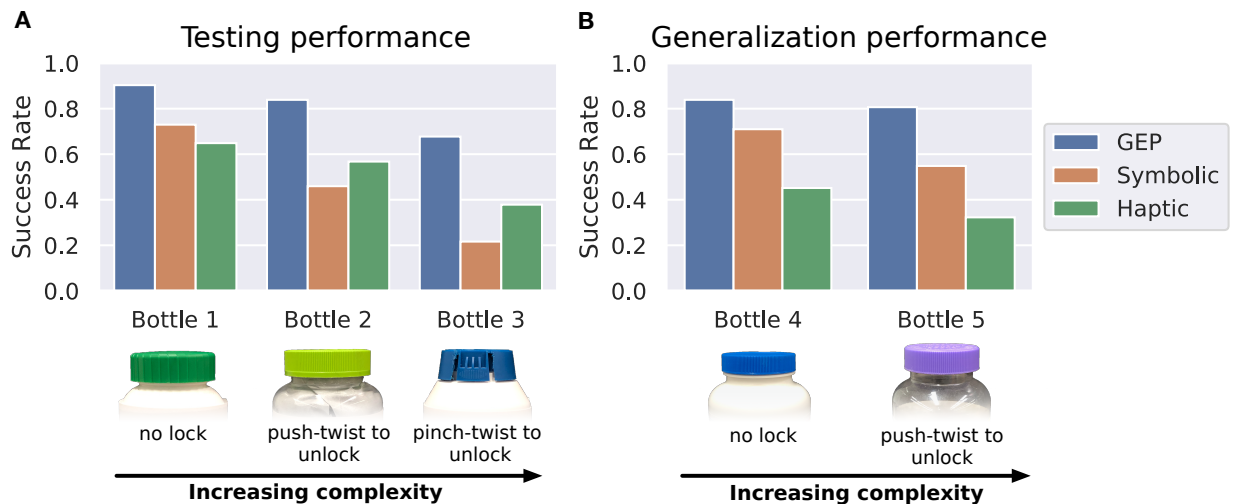 A
Testing performance
Success Rate
1.0
0.8
0.6
0.4
0.2
0.0
Bottle 1
Bottle 2
Bottle 3
no lock
push-twist to
unlock
pinch-twist to
unlock
Increasing complexity
B
Generalization performance
Success Rate
1.0
0.8
0.6
0.4
0.2
0.0
Bottle 4
Bottle 5
no lock
push-twist to
unlock
Increasing complexity
GEP
Symbolic
Haptic